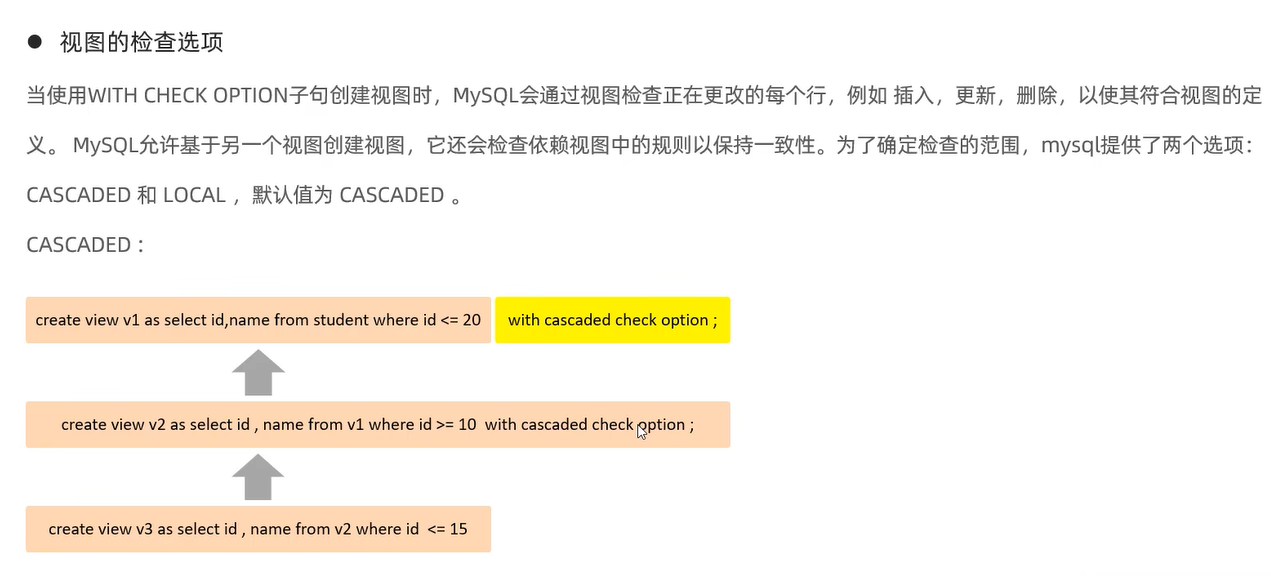 ● 视图的检查选项
当使用WITH CHECK OPTION子句创建视图时，MySQL会通过视图检查正在更改的每个行，例如 插入，更新，删除，以使其符合视图的定
义。 MySQL允许基于另一个视图创建视图，它还会检查依赖视图中的规则以保持一致性。为了确定检查的范围，mysql提供了两个选项：
CASCADED 和 LOCAL ，默认值为 CASCADED 。
CASCADED :
create view v1 as select id,name from student where id <= 20 with cascaded check option ;
create view v2 as select id , name from v1 where id >= 10 with cascaded check option ;
create view v3 as select id , name from v2 where id <= 15